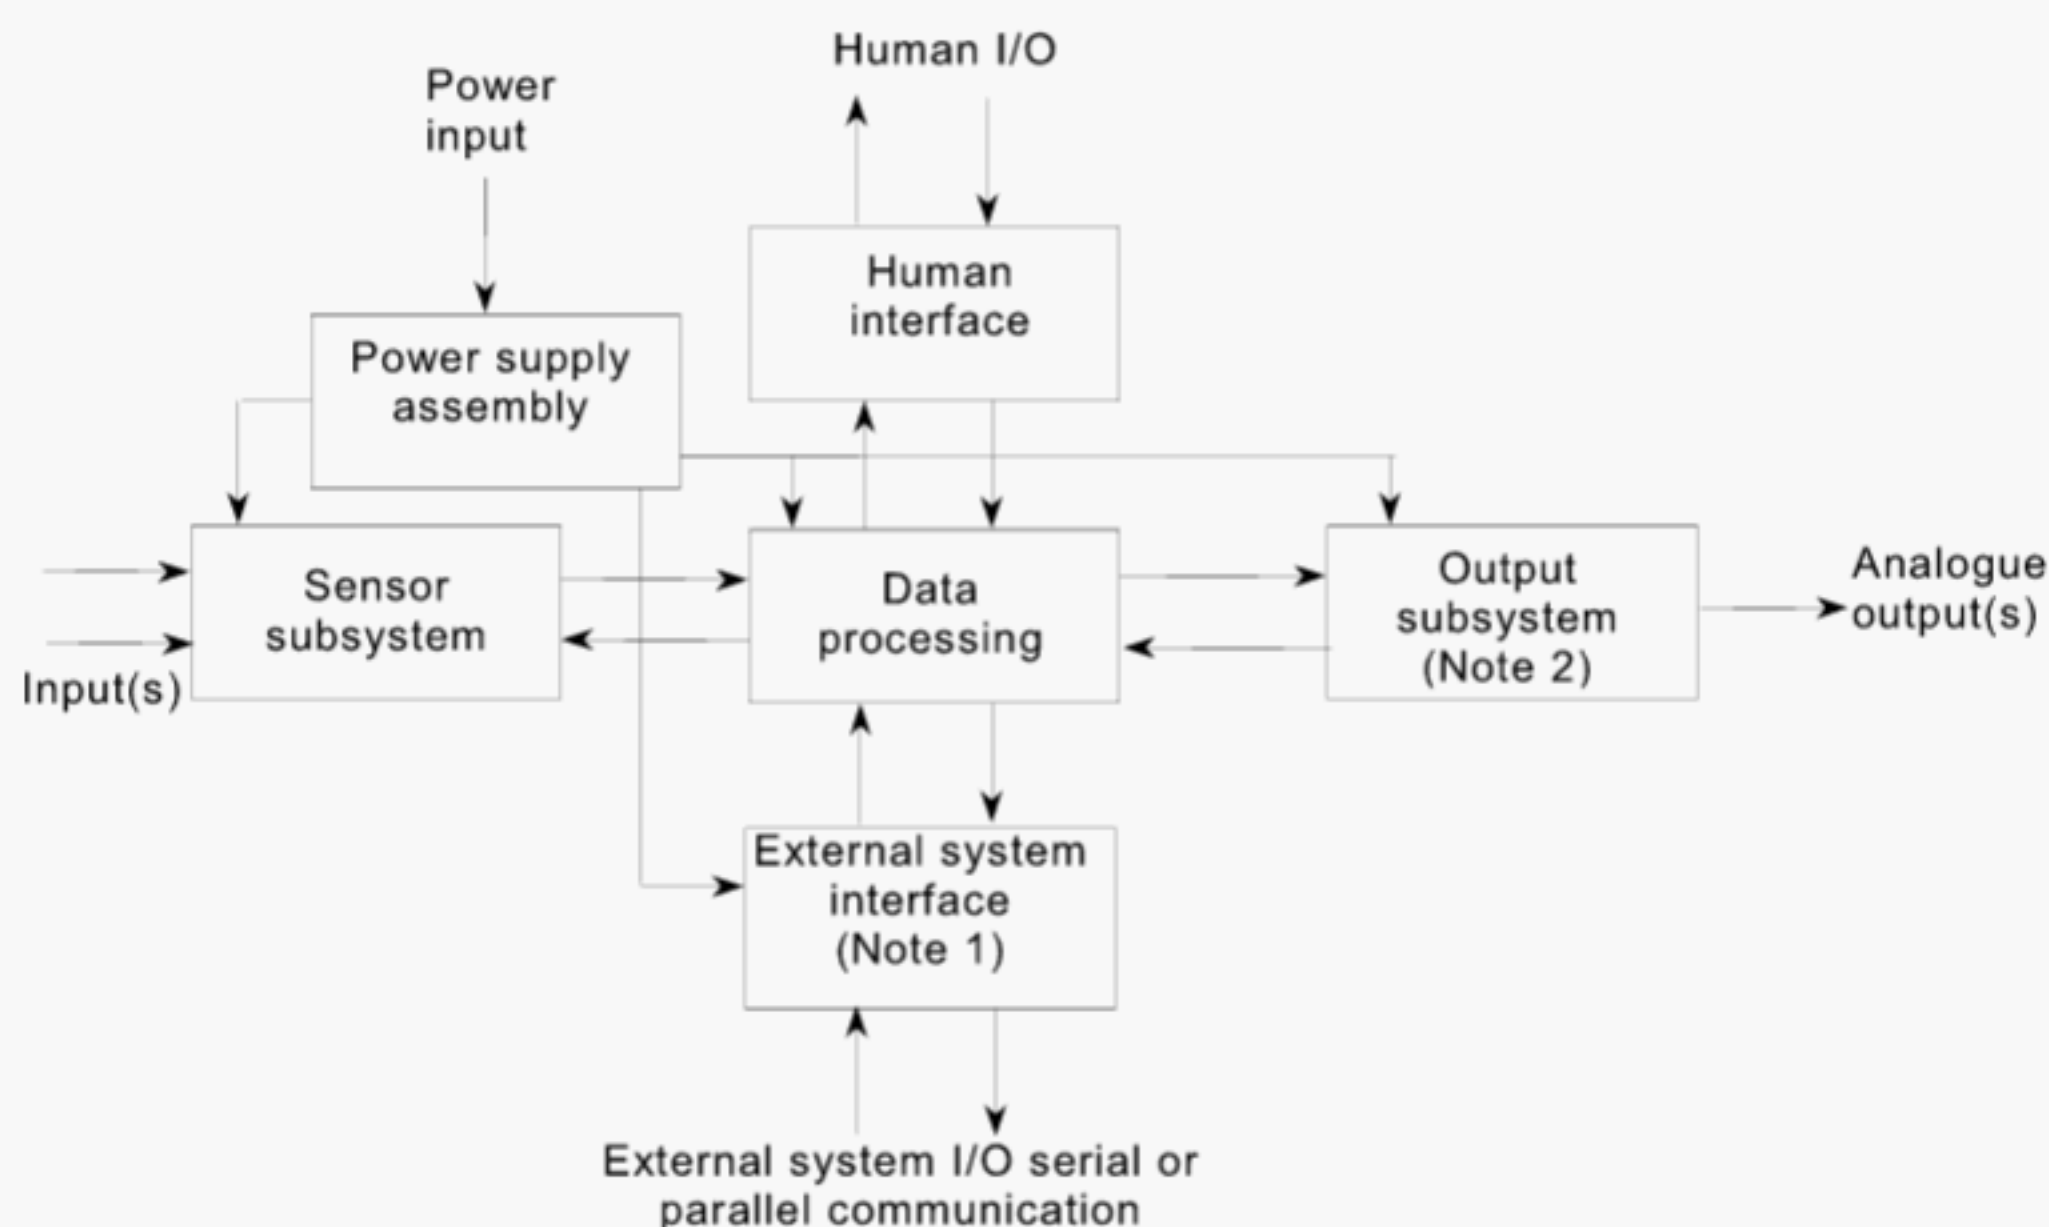 Human I/O
Power
input
Human
interface
Power supply
assembly
Sensor
subsystem
Input(s)
Data
processing
Output
subsystem
(Note 2)
Analogue
output(s)
External system
interface
(Note 1)
External system I/O serial or
parallel communication